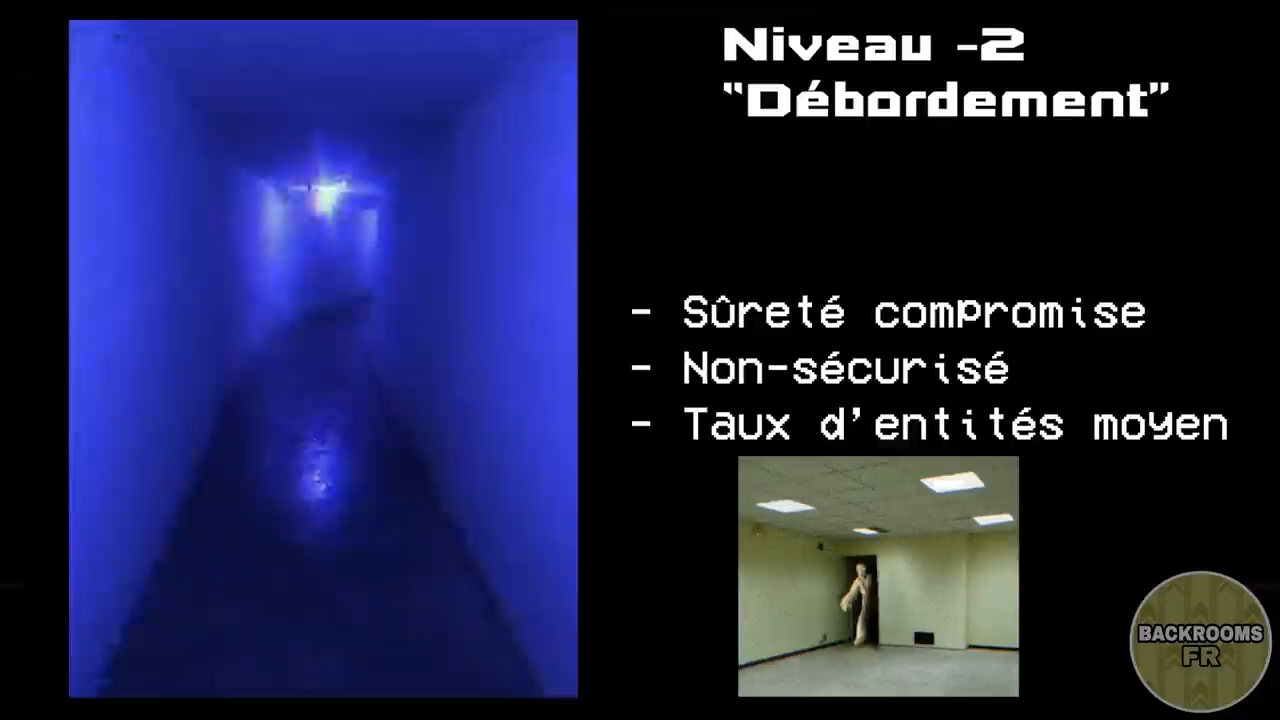 Niveau -2
"Débordement"
- Sûreté compromise
- Non-sécurisé
- Taux d'entités moyen
BACKROOMS
FR